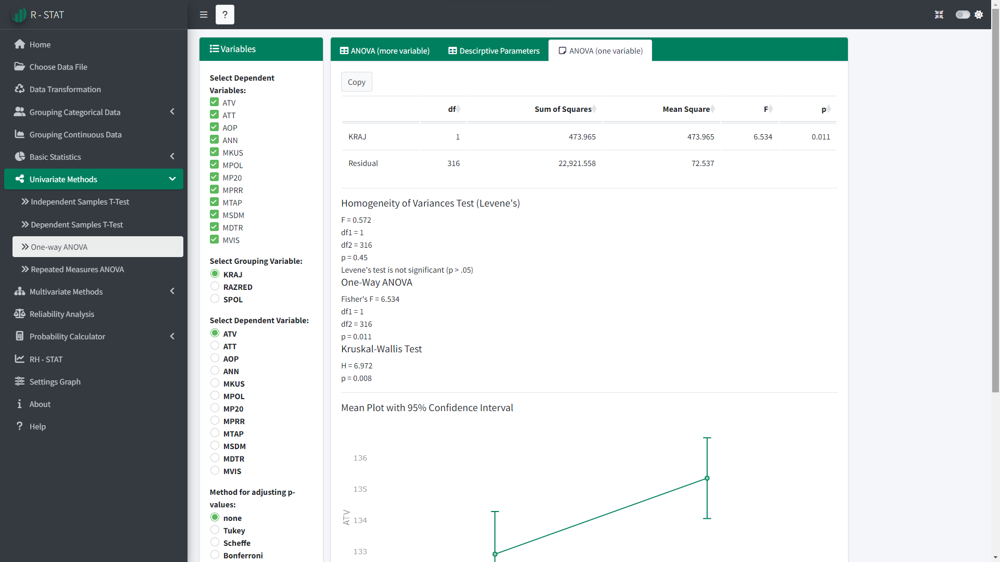 R - STAT
?
Home
Choose Data File
Data Transformation
Grouping Categorical Data
Grouping Continuous Data
Basic Statistics
Univariate Methods
Independent Samples T-Test
Dependent Samples T-Test
One-way ANOVA
Repeated Measures ANOVA
Multivariate Methods
Reliability Analysis
Probability Calculator
RH - STAT
Settings Graph
About
Help
Variables
Select Dependent
Variables:
ATV
ATT
AOP
ANN
MKUS
MPOL
MP20
MPRR
MTAP
MSDM
MDTR
MVIS
Select Grouping Variable:
KRAJ
RAZRED
SPOL
Select Dependent Variable:
ATV
ATT
AOP
ANN
MKUS
MPOL
MP20
MPRR
MTAP
MSDM
MDTR
MVIS
Method for adjusting p-
values:
none
Tukey
Scheffe
Bonferroni
ANOVA (more variable) Descirptive Parameters ANOVA (one variable)
Copy
df Sum of Squares Mean Square F p
KRAJ 1 473.965 473.965 6.534 0.011
Residual 316 22,921.558 72.537
Homogeneity of Variances Test (Levene's)
F = 0.572
df1 = 1
df2 = 316
p = 0.45
Levene's test is not significant (p > .05)
One-Way ANOVA
Fisher's F = 6.534
df1 = 1
df2 = 316
p = 0.011
Kruskal-Wallis Test
H = 6.972
p = 0.008
Mean Plot with 95% Confidence Interval
136
135
134
133
ATV